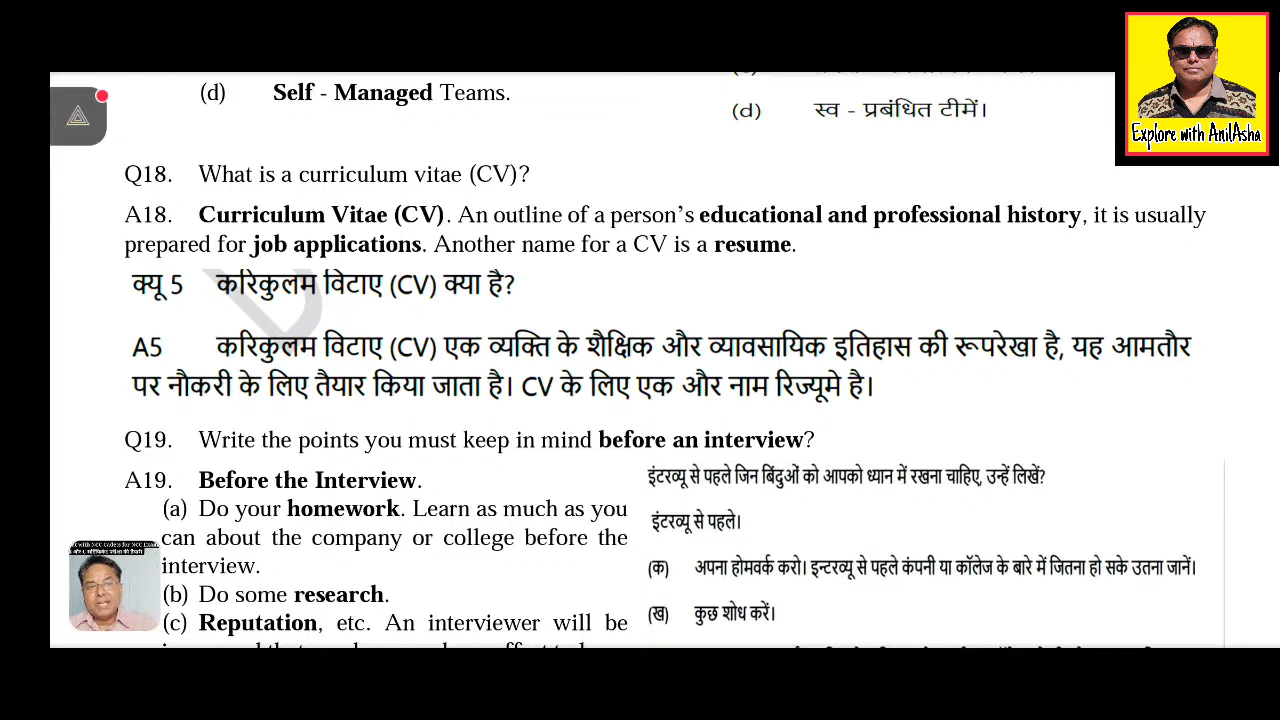 (d) Self - Managed Teams.
(d) स्व - प्रबंधित टीमें।
Explore with AnilAsha
Q18. What is a curriculum vitae (CV)?
A18. Curriculum Vitae (CV). An outline of a person's educational and professional history, it is usually
prepared for job applications. Another name for a CV is a resume.
क्यू 5 करिकुलम विटाए (CV) क्या है?
A5 करिकुलम विटाए (CV) एक व्यक्ति के शैक्षिक और व्यावसायिक इतिहास की रूपरेखा है, यह आमतौर
पर नौकरी के लिए तैयार किया जाता है। CV के लिए एक और नाम रिज्यूमे है।
Q19. Write the points you must keep in mind before an interview?
A19. Before the Interview.
(a) Do your homework. Learn as much as you
can about the company or college before the
interview.
(b) Do some research.
(c) Reputation, etc. An interviewer will be
इंटरव्यू से पहले जिन बिंदुओं को आपको ध्यान में रखना चाहिए, उन्हें लिखें?
इंटरव्यू से पहले।
(क) अपना होमवर्क करो। इन्टरव्यू से पहले कंपनी या कॉलेज के बारे में जितना हो सके उतना जानें।
(ख) कुछ शोध करें।